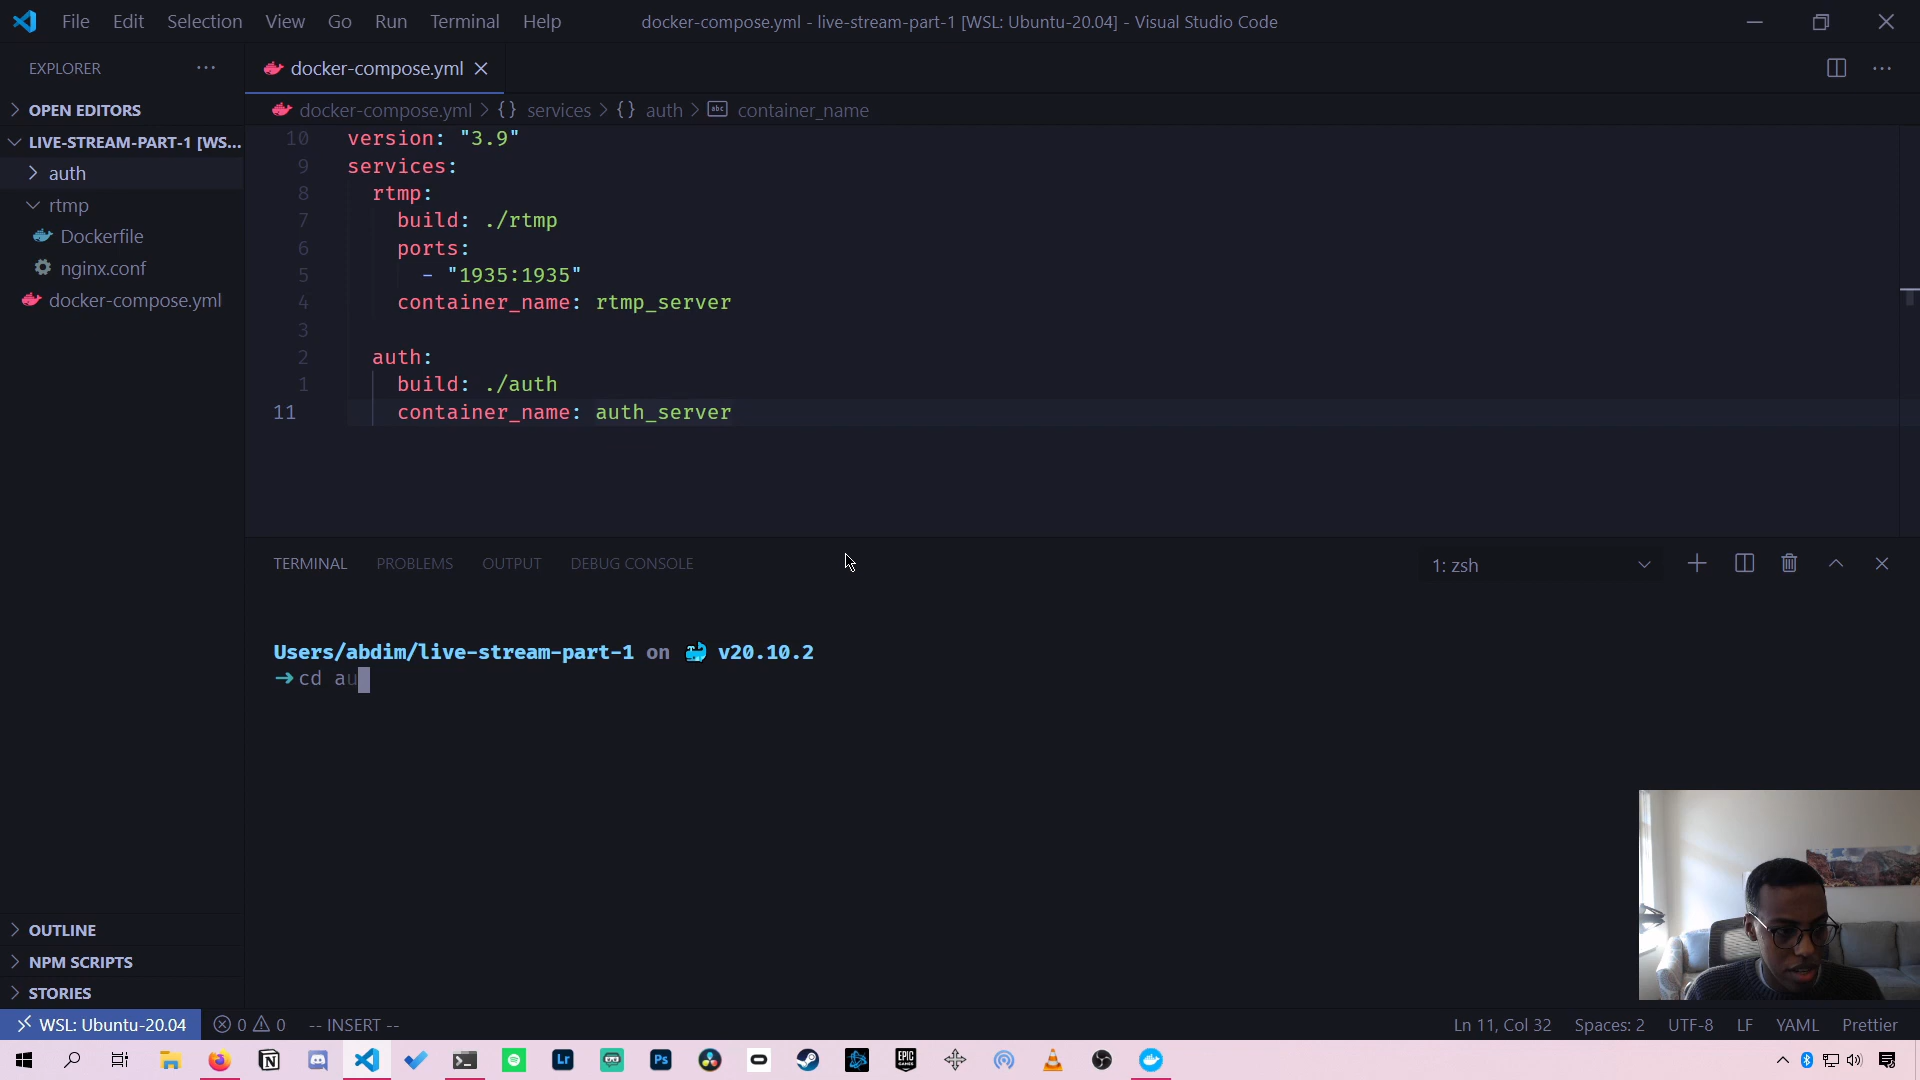 File Edit Selection View Go Run Terminal Help
docker-compose.yml - live-stream-part-1 [WSL: Ubuntu-20.04] - Visual Studio Code
EXPLORER
OPEN EDITORS
LIVE-STREAM-PART-1 [WS...
auth
rtmp
Dockerfile
nginx.conf
docker-compose.yml
OUTLINE
NPM SCRIPTS
STORIES
docker-compose.yml
docker-compose.yml > {} services > {} auth > abc container_name
10 version: "3.9"
9 services:
8 rtmp:
7 build: ./rtmp
6 ports:
5 - "1935:1935"
4 container_name: rtmp_server
3
2 auth:
1 build: ./auth
11 container_name: auth_server
TERMINAL PROBLEMS OUTPUT DEBUG CONSOLE
1: zsh
Users/abdim/live-stream-part-1 on 🐳 v20.10.2
➜ cd au
WSL: Ubuntu-20.04 0 0 -- INSERT --
Ln 11, Col 32 Spaces: 2 UTF-8 LF YAML Prettier
Lr Ps EPIC GAMES